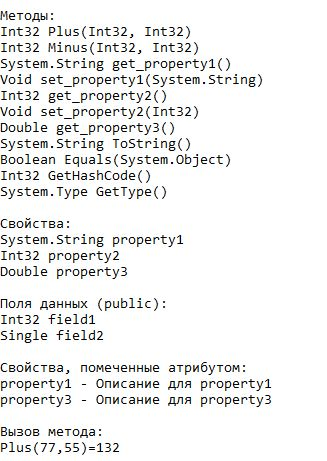 Методы:
Int32 Plus(Int32, Int32)
Int32 Minus(Int32, Int32)
System.String get_property1()
Void set_property1(System.String)
Int32 get_property2()
Void set_property2(Int32)
Double get_property3()
System.String ToString()
Boolean Equals(System.Object)
Int32 GetHashCode()
System.Type GetType()

Свойства:
System.String property1
Int32 property2
Double property3

Поля данных (public):
Int32 field1
Single field2

Свойства, помеченные атрибутом:
property1 - Описание для property1
property3 - Описание для property3

Вызов метода:
Plus(77,55)=132